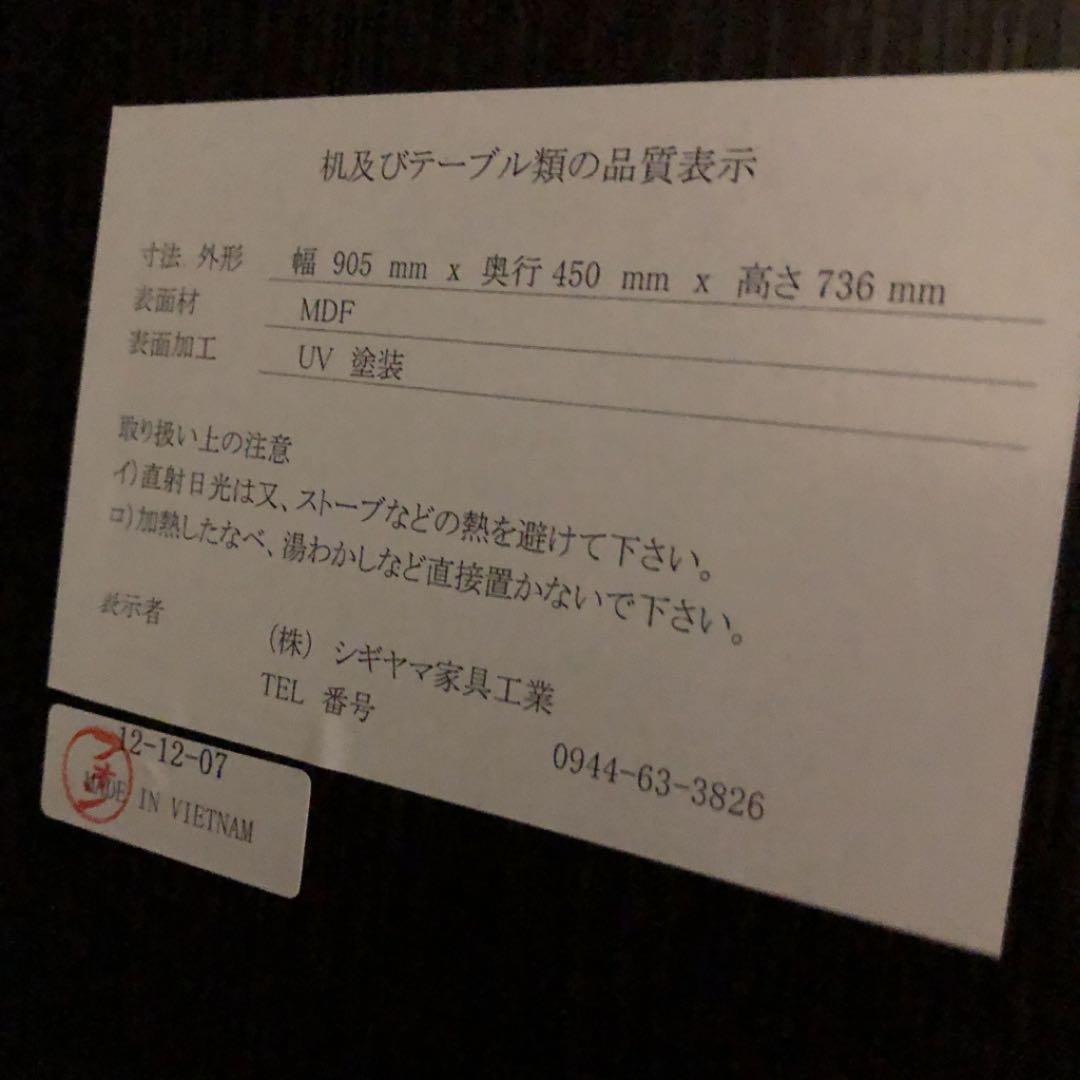 机及びテーブル類の品質表示
寸法 外形 幅 905 mm x 奥行 450 mm x 高さ 736 mm
表面材 MDF
表面加工 UV 塗装
取り扱い上の注意
イ)直射日光は又、ストーブなどの熱を避けて下さい。
ロ)加熱したなべ、湯わかしなど直接置かないで下さい。
表示者
(株) シギヤマ家具工業
TEL 番号
0944-63-3826
12-12-07
MADE IN VIETNAM